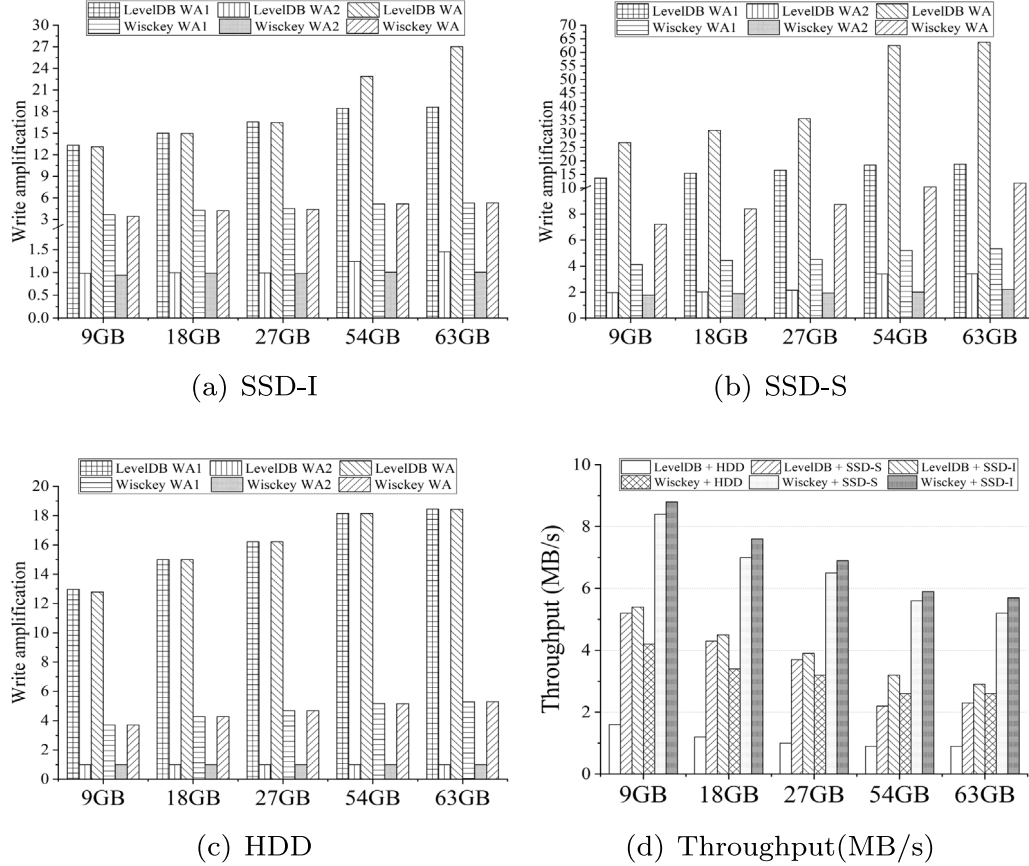 LevelDB WA1 LevelDB WA2 LevelDB WA
Wisckey WA1 Wisckey WA2 Wisckey WA
Write amplification
30
27
24
21
18
15
12
9
6
3
1.5
1.0
0.5
0.0
9GB 18GB 27GB 54GB 63GB
(a) SSD-I
LevelDB WA1 LevelDB WA2 LevelDB WA
Wisckey WA1 Wisckey WA2 Wisckey WA
Write amplification
70
65
60
55
50
45
40
35
30
25
20
15
10
8
6
4
2
0
9GB 18GB 27GB 54GB 63GB
(b) SSD-S
LevelDB WA1 LevelDB WA2 LevelDB WA
Wisckey WA1 Wisckey WA2 Wisckey WA
Write amplification
20
18
16
14
12
10
8
6
4
2
0
9GB 18GB 27GB 54GB 63GB
(c) HDD
LevelDB + HDD LevelDB + SSD-S LevelDB + SSD-I
Wisckey + HDD Wisckey + SSD-S Wisckey + SSD-I
Throughput (MB/s)
10
8
6
4
2
0
9GB 18GB 27GB 54GB 63GB
(d) Throughput(MB/s)